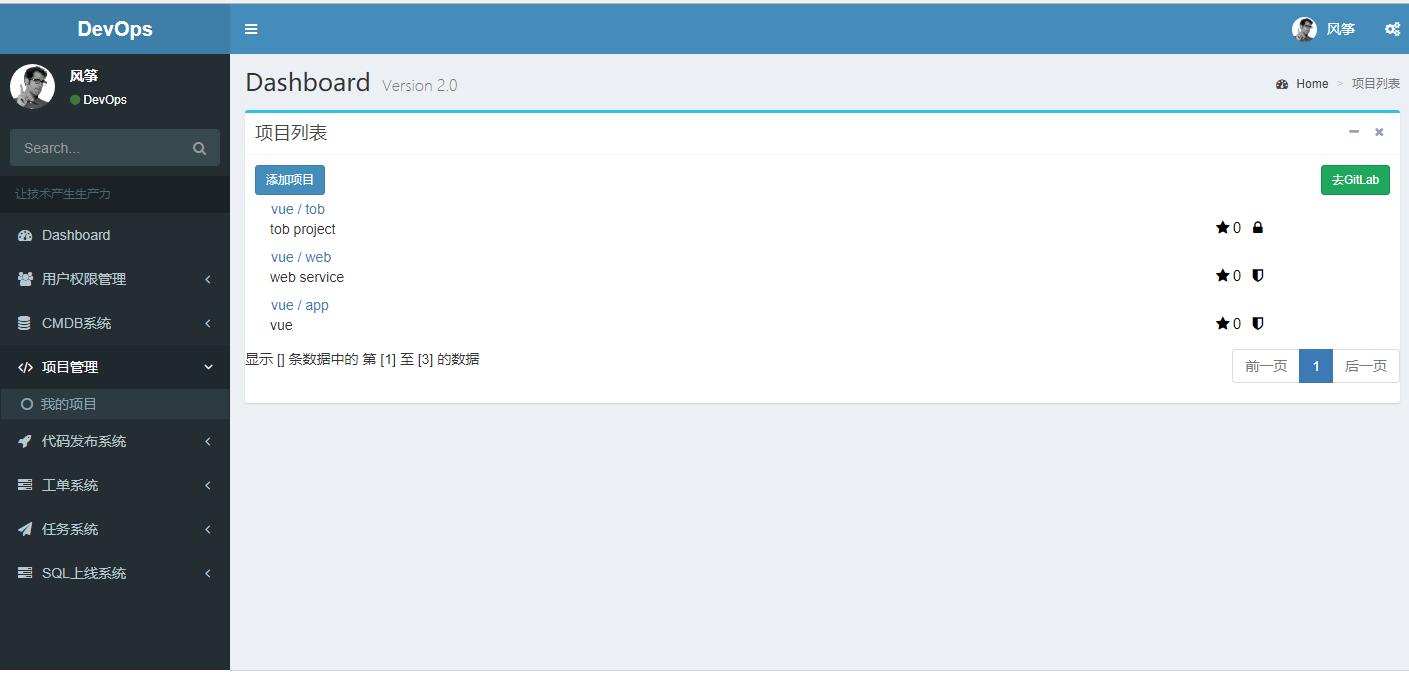 DevOps
风筝
风筝
DevOps
Search...
让技术产生生产力
Dashboard
用户权限管理
CMDB系统
项目管理
我的项目
代码发布系统
工单系统
任务系统
SQL上线系统
Dashboard Version 2.0
Home > 项目列表
项目列表
添加项目
去GitLab
vue / tob
tob project
0
vue / web
web service
0
vue / app
vue
0
显示 [] 条数据中的 第 [1] 至 [3] 的数据
前一页 1 后一页